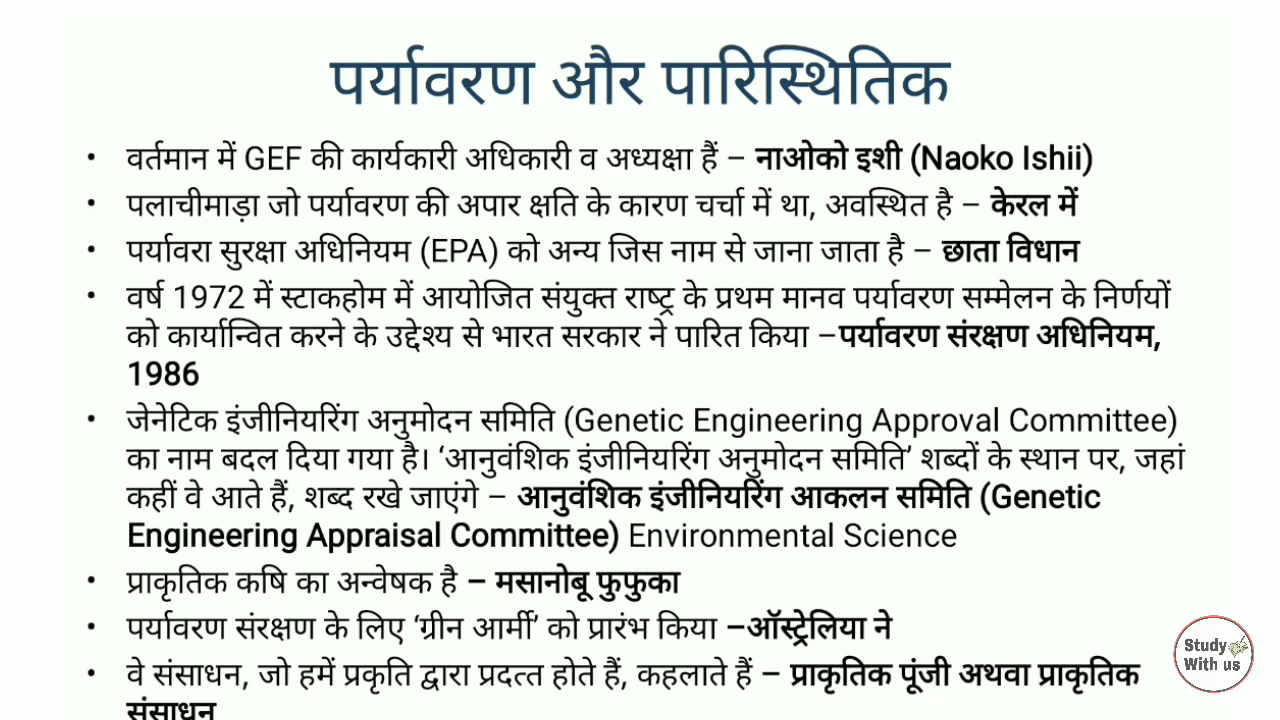 पर्यावरण और पारिस्थितिक
• वर्तमान में GEF की कार्यकारी अधिकारी व अध्यक्षा हैं – नाओको इशी (Naoko Ishii)
• पलाचीमाड़ा जो पर्यावरण की अपार क्षति के कारण चर्चा में था, अवस्थित है – केरल में
• पर्यावरा सुरक्षा अधिनियम (EPA) को अन्य जिस नाम से जाना जाता है – छाता विधान
• वर्ष 1972 में स्टाकहोम में आयोजित संयुक्त राष्ट्र के प्रथम मानव पर्यावरण सम्मेलन के निर्णयों
को कार्यान्वित करने के उद्देश्य से भारत सरकार ने पारित किया –पर्यावरण संरक्षण अधिनियम,
1986
• जेनेटिक इंजीनियरिंग अनुमोदन समिति (Genetic Engineering Approval Committee)
का नाम बदल दिया गया है। ‘आनुवंशिक इंजीनियरिंग अनुमोदन समिति’ शब्दों के स्थान पर, जहां
कहीं वे आते हैं, शब्द रखे जाएंगे – आनुवंशिक इंजीनियरिंग आकलन समिति (Genetic
Engineering Appraisal Committee) Environmental Science
• प्राकृतिक कषि का अन्वेषक है – मसानोबू फुफुका
• पर्यावरण संरक्षण के लिए ‘ग्रीन आर्मी’ को प्रारंभ किया –ऑस्ट्रेलिया ने
• वे संसाधन, जो हमें प्रकृति द्वारा प्रदत्त होते हैं, कहलाते हैं – प्राकृतिक पूंजी अथवा प्राकृतिक
संसाधन
Study
With us